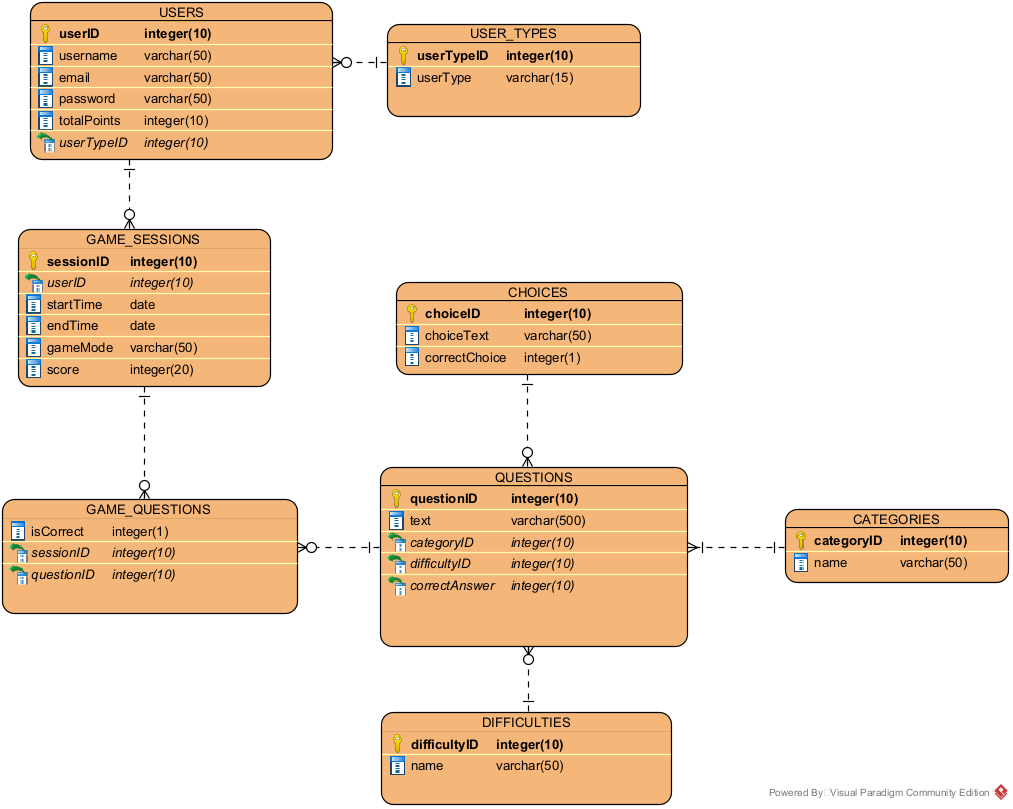 USERS
userID integer(10)
username varchar(50)
email varchar(50)
password varchar(50)
totalPoints integer(10)
userTypeID integer(10)
USER_TYPES
userTypeID integer(10)
userType varchar(15)
GAME_SESSIONS
sessionID integer(10)
userID integer(10)
startTime date
endTime date
gameMode varchar(50)
score integer(20)
CHOICES
choiceID integer(10)
choiceText varchar(50)
correctChoice integer(1)
GAME_QUESTIONS
isCorrect integer(1)
sessionID integer(10)
questionID integer(10)
QUESTIONS
questionID integer(10)
text varchar(500)
categoryID integer(10)
difficultyID integer(10)
correctAnswer integer(10)
CATEGORIES
categoryID integer(10)
name varchar(50)
DIFFICULTIES
difficultyID integer(10)
name varchar(50)
Powered By Visual Paradigm Community Edition